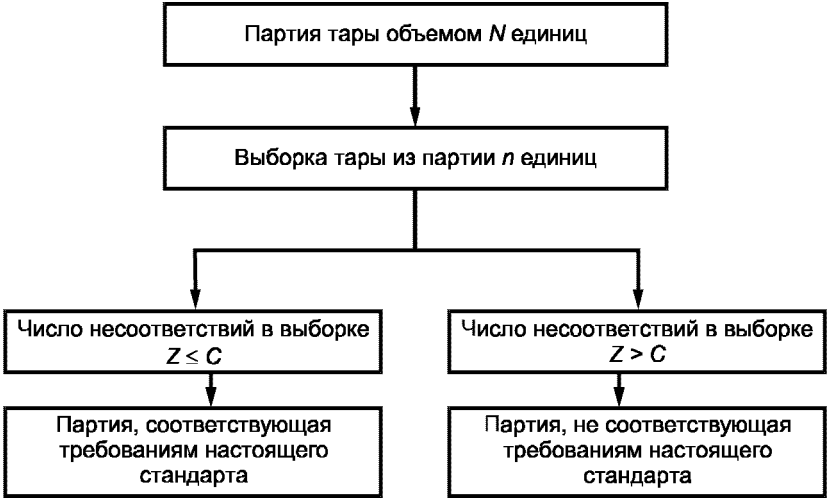 Партия тары объемом N единиц
Выборка тары из партии n единиц
Число несоответствий в выборке
Z ≤ C
Число несоответствий в выборке
Z > C
Партия, соответствующая
требованиям настоящего
стандарта
Партия, не соответствующая
требованиям настоящего
стандарта